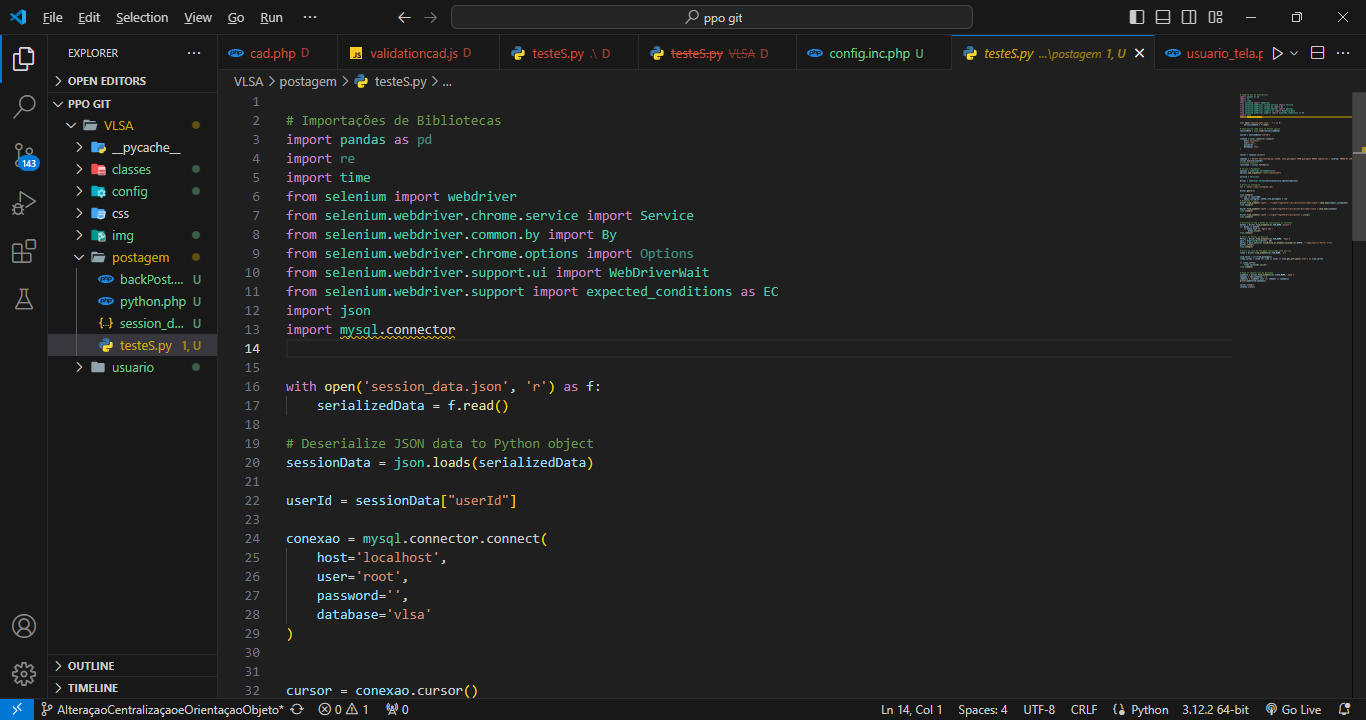 File Edit Selection View Go Run ··· ppo git
EXPLORER ···
OPEN EDITORS
PPO GIT
VLSA
__pycache__
classes
config
css
img
postagem
backPost.... U
python.php U
session_d... U
testeS.py 1, U
usuario
OUTLINE
TIMELINE
143
cad.php D
validationcad.js D
testeS.py .\ D
testeS.py VLSA D
config.inc.php U
testeS.py ...\postagem 1, U
usuario_tela.p
VLSA > postagem > testeS.py > ...
1
2 # Importações de Bibliotecas
3 import pandas as pd
4 import re
5 import time
6 from selenium import webdriver
7 from selenium.webdriver.chrome.service import Service
8 from selenium.webdriver.common.by import By
9 from selenium.webdriver.chrome.options import Options
10 from selenium.webdriver.support.ui import WebDriverWait
11 from selenium.webdriver.support import expected_conditions as EC
12 import json
13 import mysql.connector
14
15
16 with open('session_data.json', 'r') as f:
17 serializedData = f.read()
18
19 # Deserialize JSON data to Python object
20 sessionData = json.loads(serializedData)
21
22 userId = sessionData["userId"]
23
24 conexao = mysql.connector.connect(
25 host='localhost',
26 user='root',
27 password='',
28 database='vlsa'
29 )
30
31
32 cursor = conexao.cursor()
AlteraçaoCentralizaçaoeOrientaçaoObjeto* 0 1 0 Ln 14, Col 1 Spaces: 4 UTF-8 CRLF Python 3.12.2 64-bit Go Live